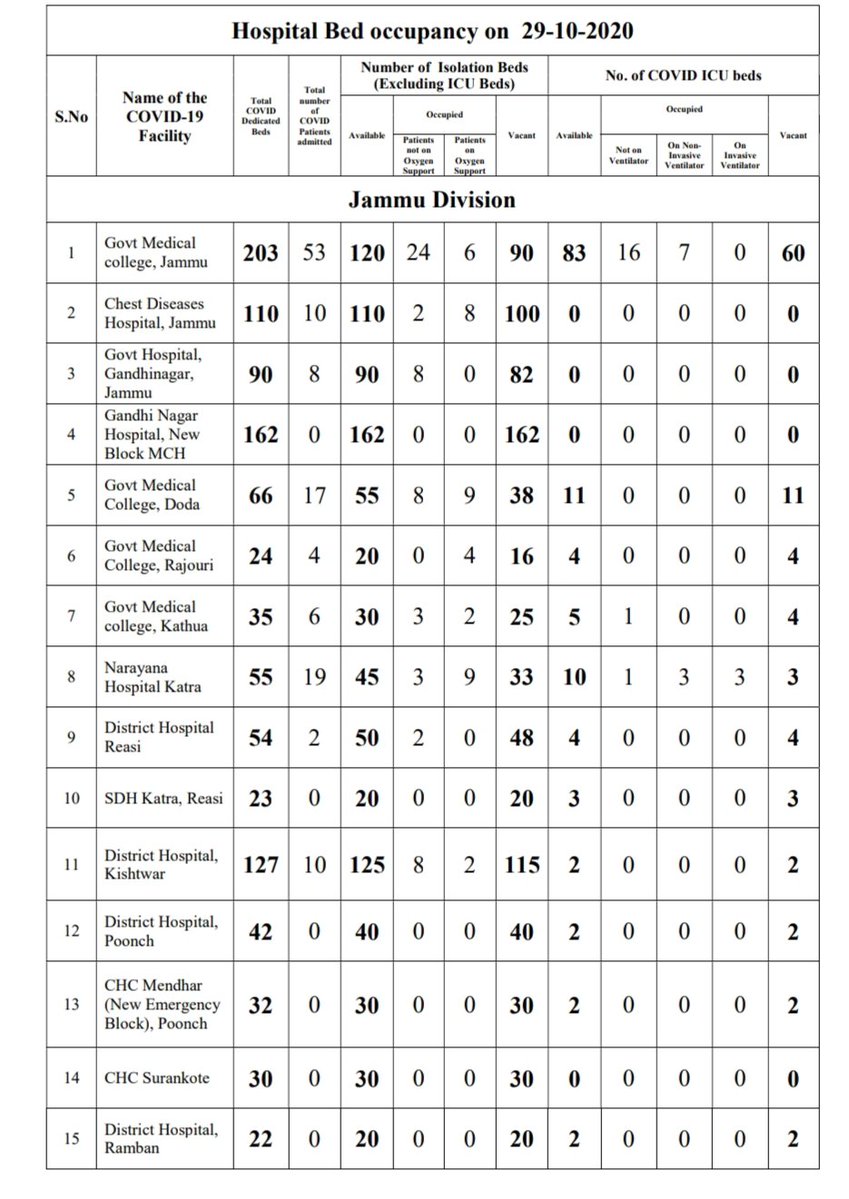 Hospital Bed occupancy on 29-10-2020
S.No
Name of the
COVID-19
Facility
Total
COVID
Dedicated
Beds
Total
number
of
COVID
Patients
admitted
Number of Isolation Beds
(Excluding ICU Beds)
Available
Occupied
Patients
not on
Oxygen
Support
Patients
on
Oxygen
Support
Vacant
No. of COVID ICU beds
Available
Occupied
Not on
Ventilator
On Non-
Invasive
Ventilator
On
Invasive
Ventilator
Vacant
Jammu Division
1
Govt Medical
college, Jammu
203 53 120 24 6 90 83 16 7 0 60
2
Chest Diseases
Hospital, Jammu
110 10 110 2 8 100 0 0 0 0 0
3
Govt Hospital,
Gandhinagar,
Jammu
90 8 90 8 0 82 0 0 0 0 0
4
Gandhi Nagar
Hospital, New
Block MCH
162 0 162 0 0 162 0 0 0 0 0
5
Govt Medical
College, Doda
66 17 55 8 9 38 11 0 0 0 11
6
Govt Medical
College, Rajouri
24 4 20 0 4 16 4 0 0 0 4
7
Govt Medical
college, Kathua
35 6 30 3 2 25 5 1 0 0 4
8
Narayana
Hospital Katra
55 19 45 3 9 33 10 1 3 3 3
9
District Hospital
Reasi
54 2 50 2 0 48 4 0 0 0 4
10 SDH Katra, Reasi 23 0 20 0 0 20 3 0 0 0 3
11
District Hospital,
Kishtwar
127 10 125 8 2 115 2 0 0 0 2
12
District Hospital,
Poonch
42 0 40 0 0 40 2 0 0 0 2
13
CHC Mendhar
(New Emergency
Block), Poonch
32 0 30 0 0 30 2 0 0 0 2
14 CHC Surankote 30 0 30 0 0 30 0 0 0 0 0
15
District Hospital,
Ramban
22 0 20 0 0 20 2 0 0 0 2